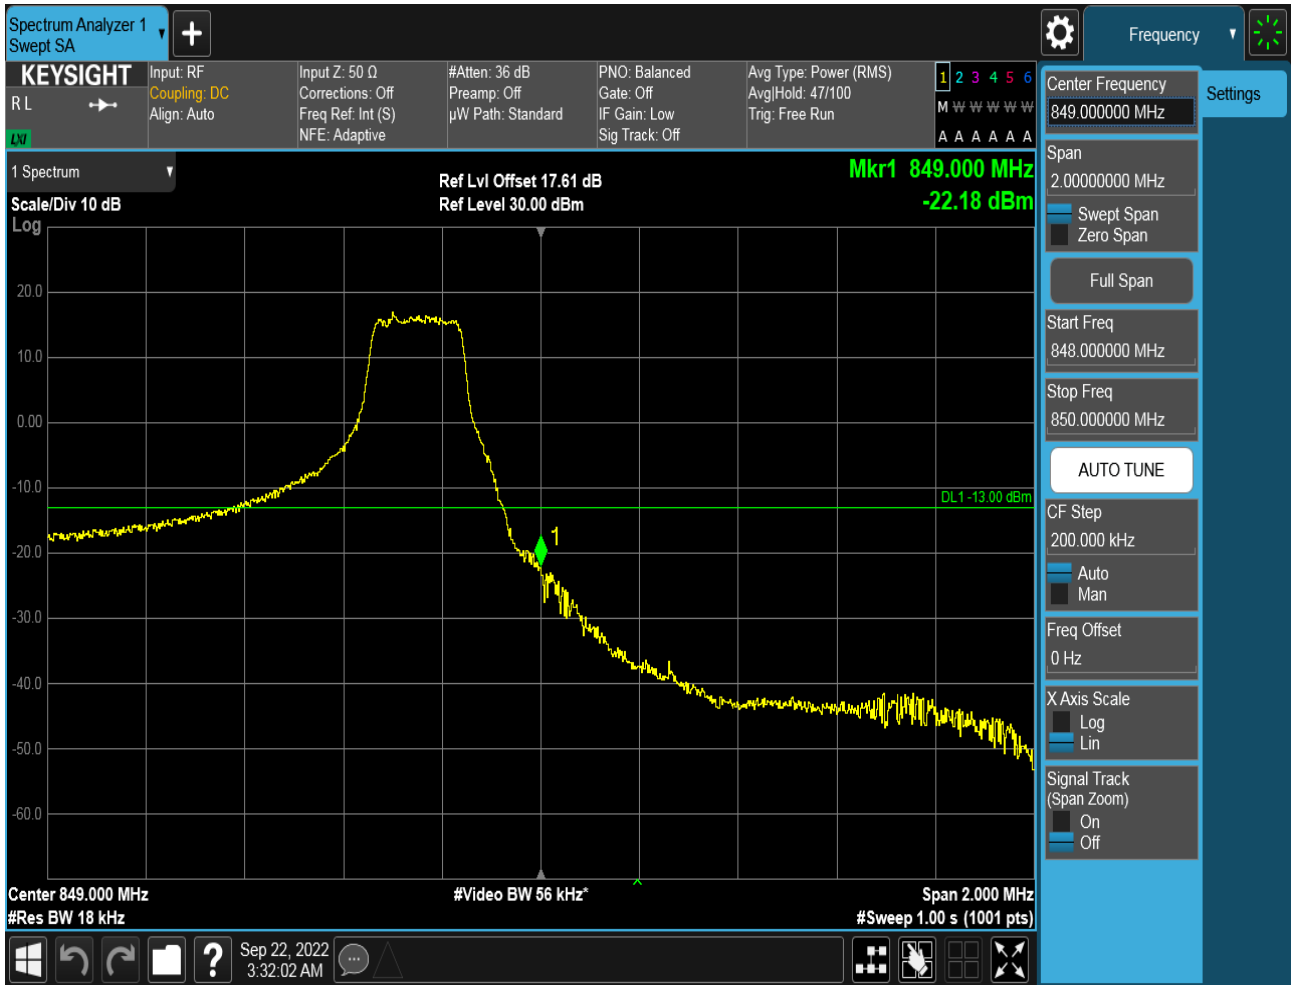 Spectrum Analyzer 1
Swept SA
Frequency
KEYSIGHT
R L
LXI
Input: RF
Coupling: DC
Align: Auto
Input Z: 50 Ω
Corrections: Off
Freq Ref: Int (S)
NFE: Adaptive
#Atten: 36 dB
Preamp: Off
µW Path: Standard
PNO: Balanced
Gate: Off
IF Gain: Low
Sig Track: Off
Avg Type: Power (RMS)
Avg|Hold: 47/100
Trig: Free Run
1 2 3 4 5 6
M W W W W W
A A A A A A
1 Spectrum
Scale/Div 10 dB
Log
Ref Lvl Offset 17.61 dB
Ref Level 30.00 dBm
Mkr1 849.000 MHz
-22.18 dBm
20.0
10.0
0.00
-10.0
-20.0
-30.0
-40.0
-50.0
-60.0
DL1 -13.00 dBm
1
Center 849.000 MHz
#Res BW 18 kHz
#Video BW 56 kHz*
Span 2.000 MHz
#Sweep 1.00 s (1001 pts)
Center Frequency
849.000000 MHz
Settings
Span
2.00000000 MHz
Swept Span
Zero Span
Full Span
Start Freq
848.000000 MHz
Stop Freq
850.000000 MHz
AUTO TUNE
CF Step
200.000 kHz
Auto
Man
Freq Offset
0 Hz
X Axis Scale
Log
Lin
Signal Track
(Span Zoom)
On
Off
?
Sep 22, 2022
3:32:02 AM